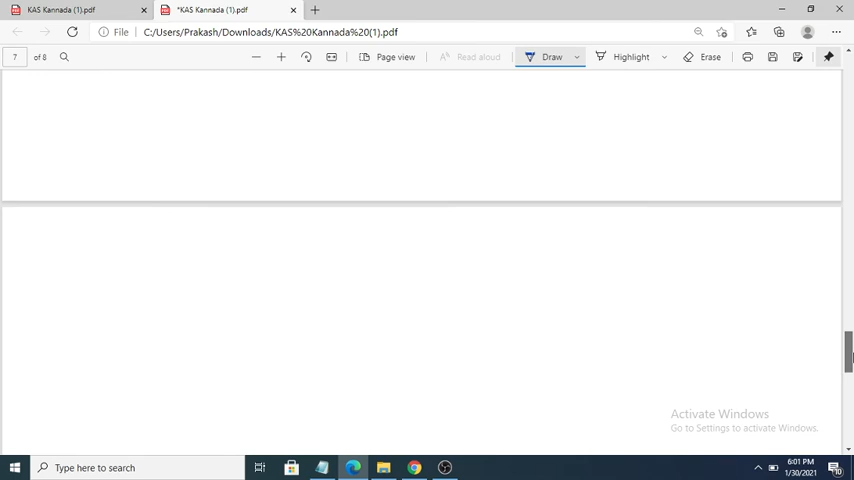 KAS Kannada (1).pdf
*KAS Kannada (1).pdf
File
C:/Users/Prakash/Downloads/KAS%20Kannada%20(1).pdf
7 of 8
Page view
Read aloud
Draw
Highlight
Erase
Activate Windows
Go to Settings to activate Windows.
Type here to search
6:01 PM
1/30/2021
10